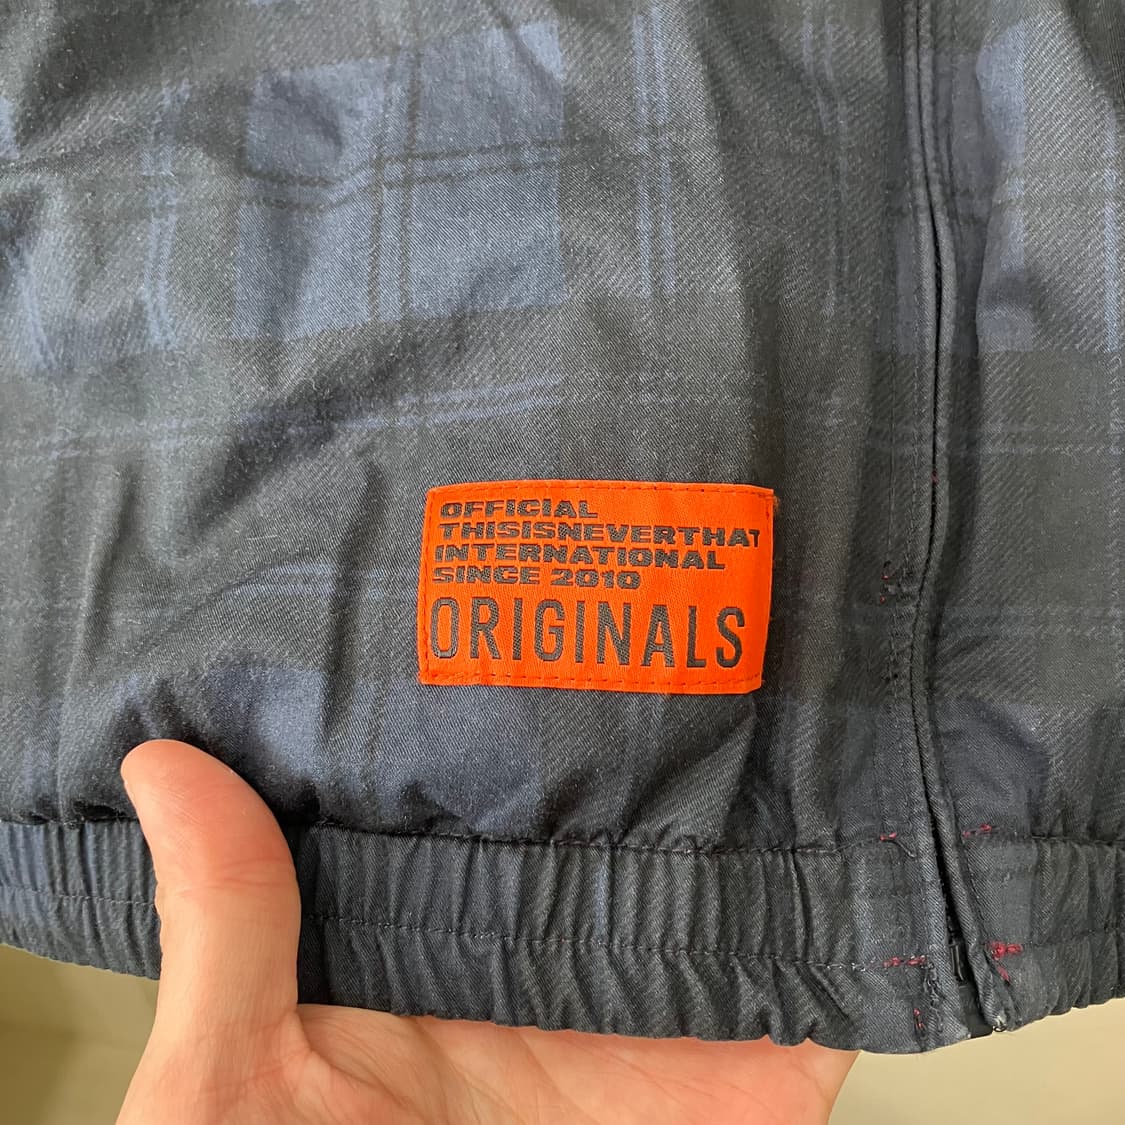 OFFICIAL
THISISNEVERTHAT
INTERNATIONAL
SINCE 2010
ORIGINALS